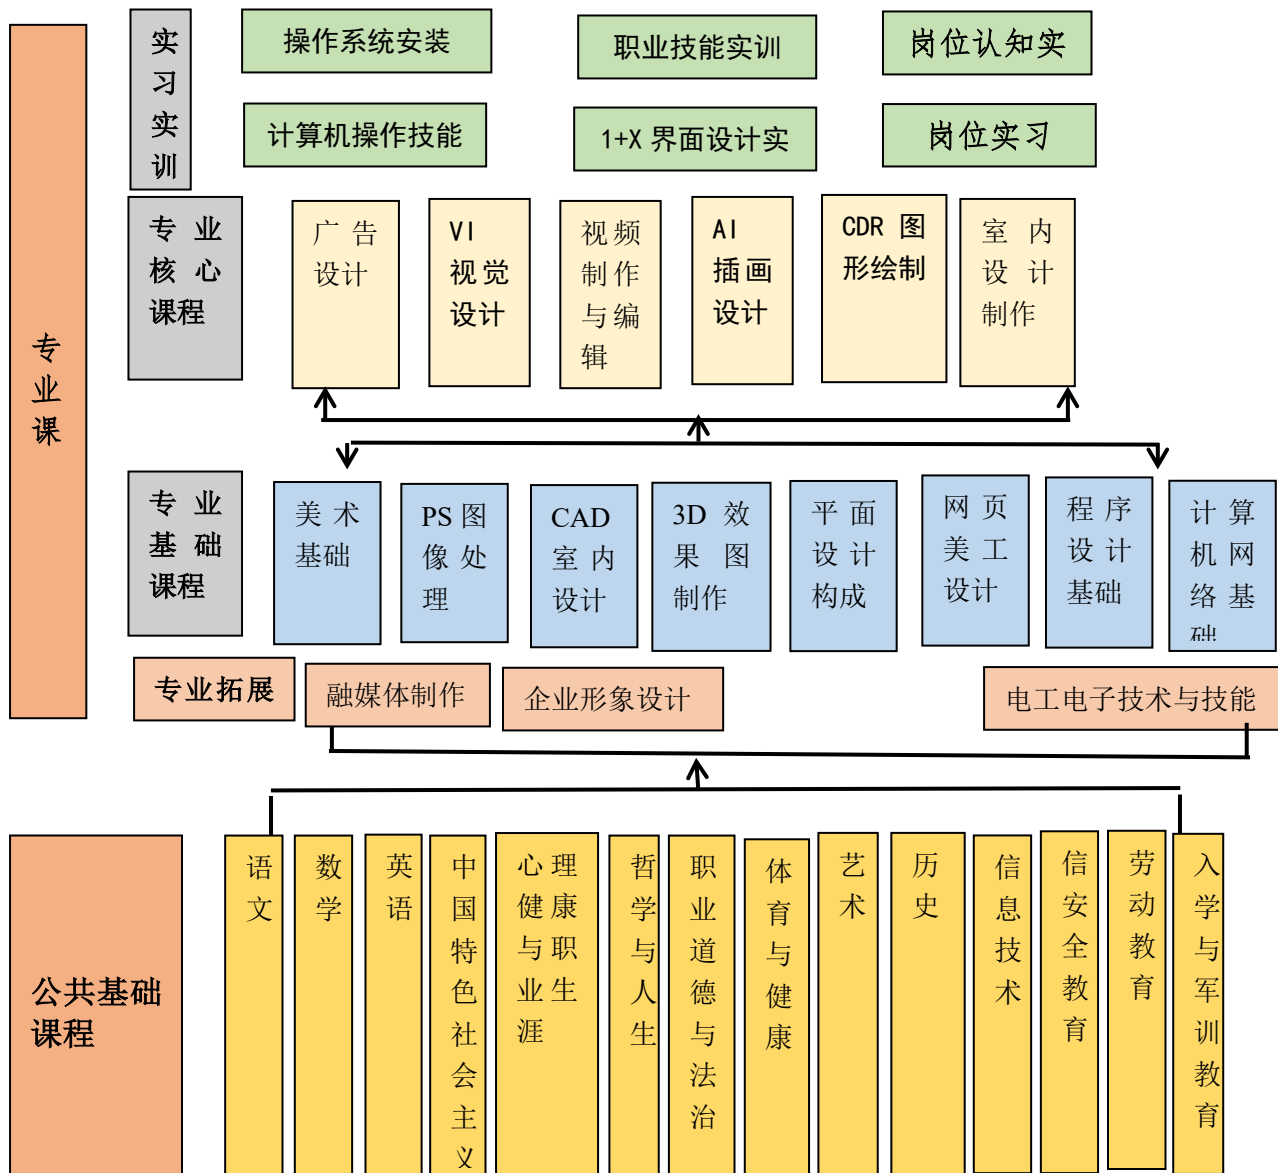 专业课
实习实训
操作系统安装
职业技能实训
岗位认知实
计算机操作技能
1+X 界面设计实
岗位实习
专业
核心
课程
广告
设计
VI
视觉
设计
视频
制作
与编
辑
AI
插画
设计
CDR 图
形绘制
室内
设计
制作
专业
基础
课程
美术
基础
PS图
像处
理
CAD
室内
设计
3D 效
果图
制作
平面
设计
构成
网页
美工
设计
程序
设计
基础
计算
机网
络基
础
专业拓展
融媒体制作
企业形象设计
电工电子技术与技能
公共基础
课程
语文
数学
英语
中国特色社会主义
心理
健康
与职
业生
涯
哲学与人生
职业道德与法治
体育与健康
艺术
历史
信息技术
信安全教育
劳动教育
入学与军训教育